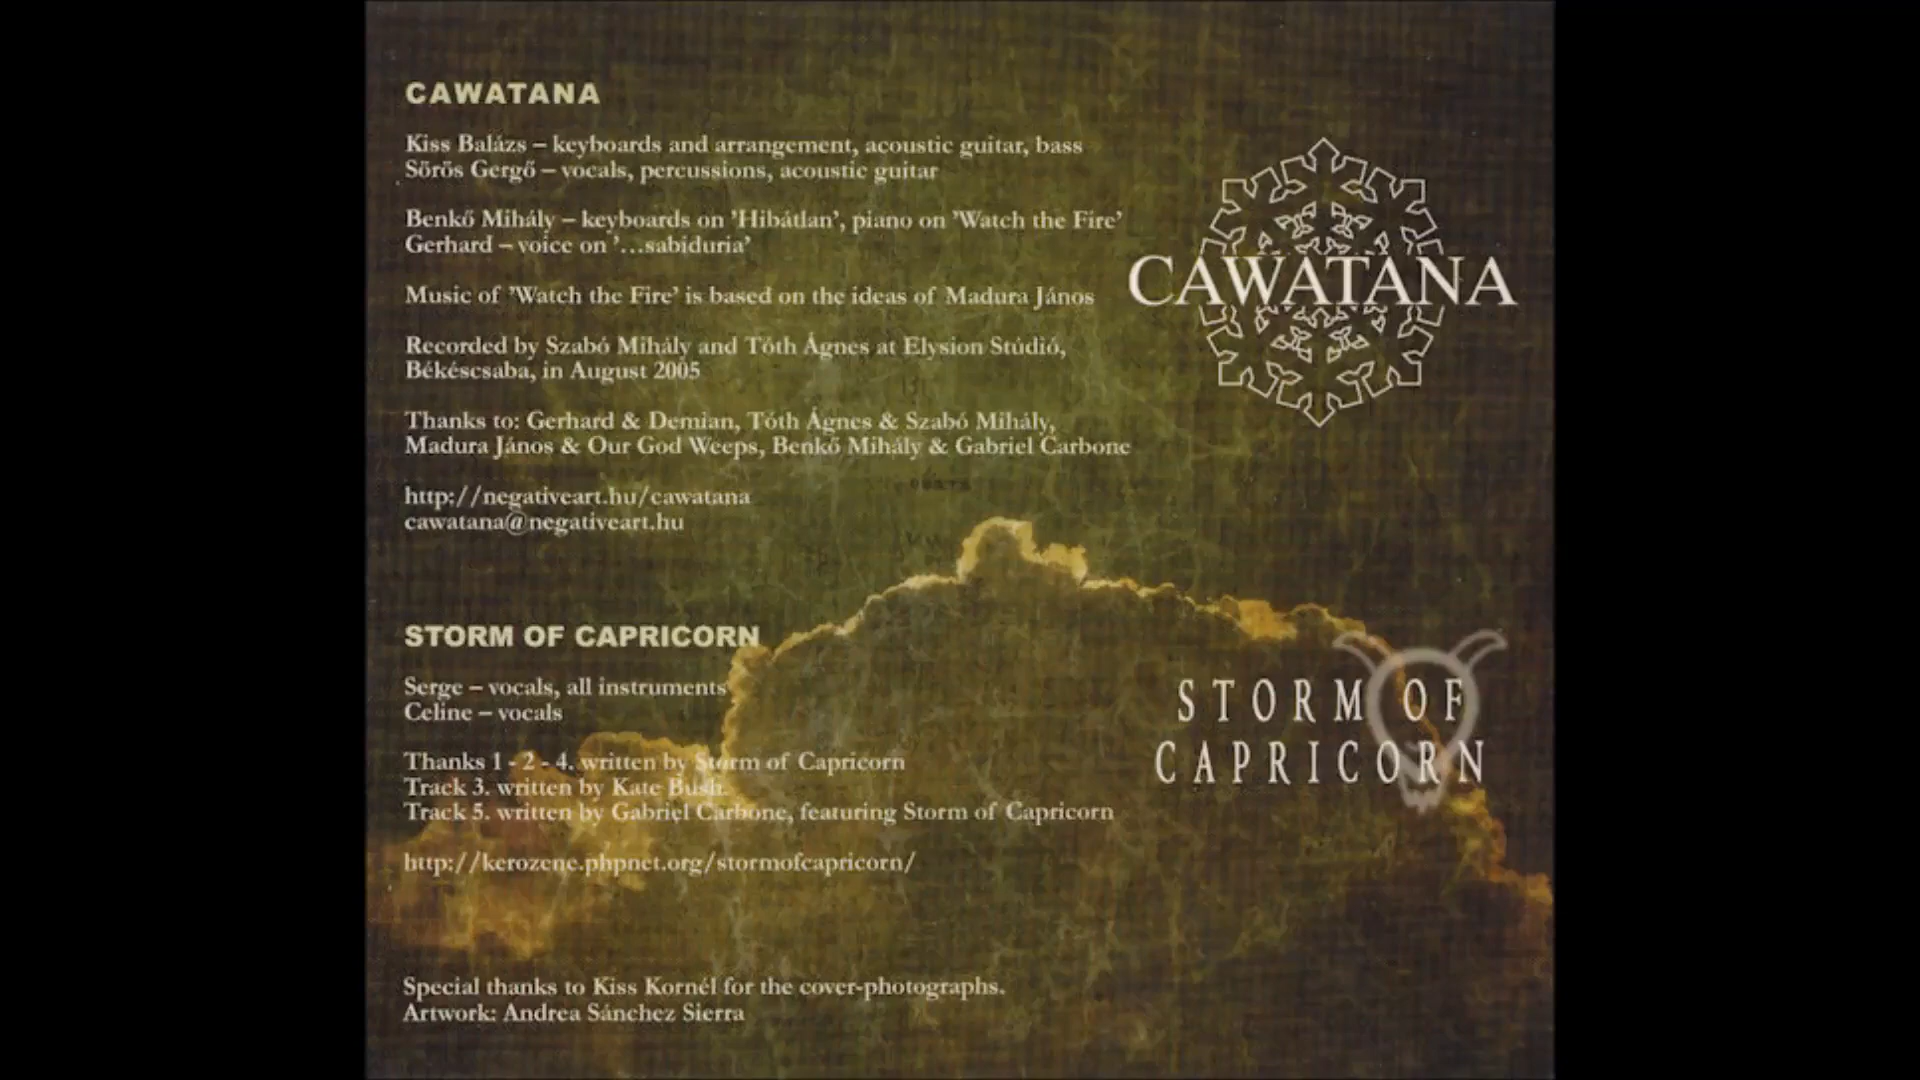 CAWATANA
Kiss Balázs – keyboards and arrangement, acoustic guitar, bass
Sörös Gergő – vocals, percussions, acoustic guitar
Benkő Mihály – keyboards on ’Hibátlan’, piano on ’Watch the Fire’
Gerhard – voice on ’…sabiduria’
Music of ’Watch the Fire’ is based on the ideas of Madura János
Recorded by Szabó Mihály and Tóth Ágnes at Elysion Stúdió,
Békéscsaba, in August 2005
Thanks to: Gerhard & Demian, Tóth Ágnes & Szabó Mihály,
Madura János & Our God Weeps, Benkő Mihály & Gabriel Carbone
http://negativeart.hu/cawatana
cawatana@negativeart.hu
CAWATANA
STORM OF CAPRICORN
Serge – vocals, all instruments
Celine – vocals
Thanks 1 - 2 - 4. written by Storm of Capricorn
Track 3. written by Kate Bush.
Track 5. written by Gabriel Carbone, featuring Storm of Capricorn
http://kerozene.phpnet.org/stormofcapricorn/
STORM OF
CAPRICORN
Special thanks to Kiss Kornél for the cover-photographs.
Artwork: Andrea Sánchez Sierra